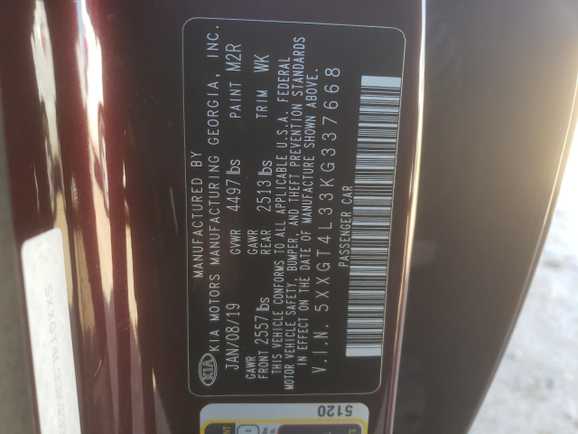 MANUFACTURED BY
KIA KIA MOTORS MANUFACTURING GEORGIA, INC.
JAN/08/19 GVWR 4497 lbs PAINT M2R
GAWR FRONT 2557 lbs GAWR REAR 2513 lbs TRIM WK
THIS VEHICLE CONFORMS TO ALL APPLICABLE U.S.A. FEDERAL
MOTOR VEHICLE SAFETY, BUMPER, AND THEFT PREVENTION STANDARDS
IN EFFECT ON THE DATE OF MANUFACTURE SHOWN ABOVE.
V.I.N. 5XXGT4L33KG337668
PASSENGER CAR
5120